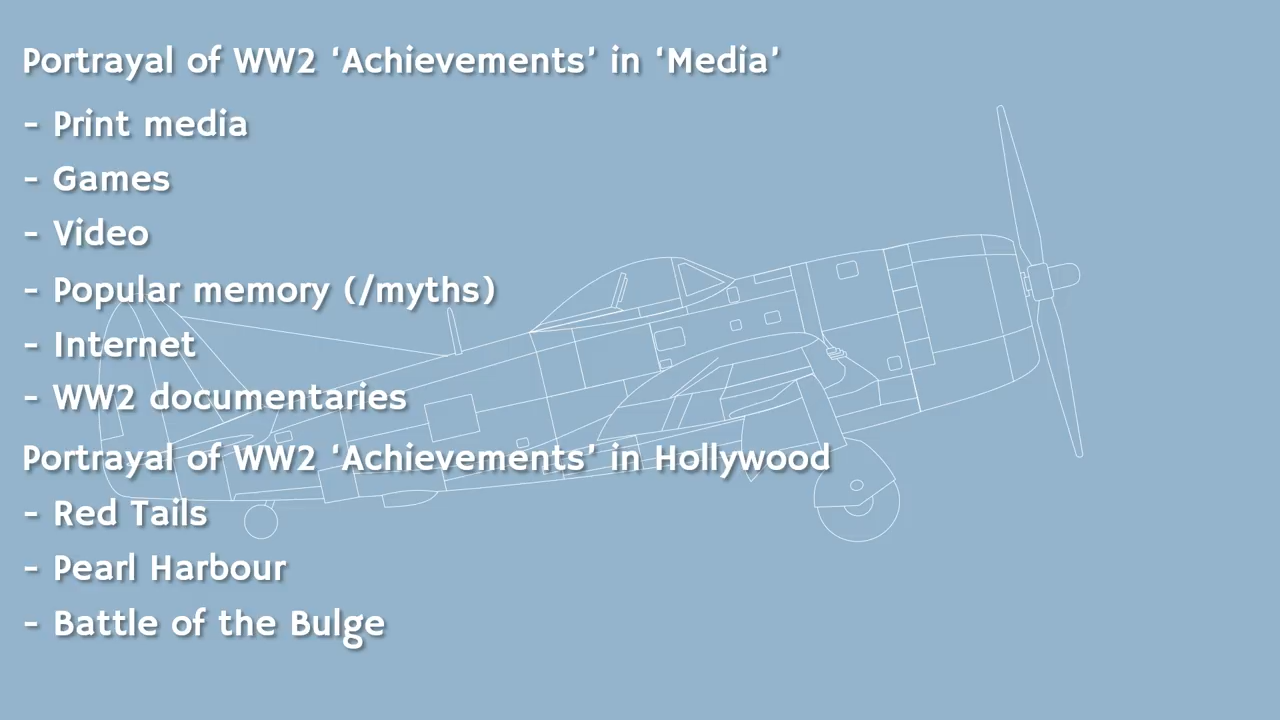 Portrayal of WW2 ‘Achievements’ in ‘Media’
- Print media
- Games
- Video
- Popular memory (/myths)
- Internet
- WW2 documentaries
Portrayal of WW2 ‘Achievements’ in Hollywood
- Red Tails
- Pearl Harbour
- Battle of the Bulge